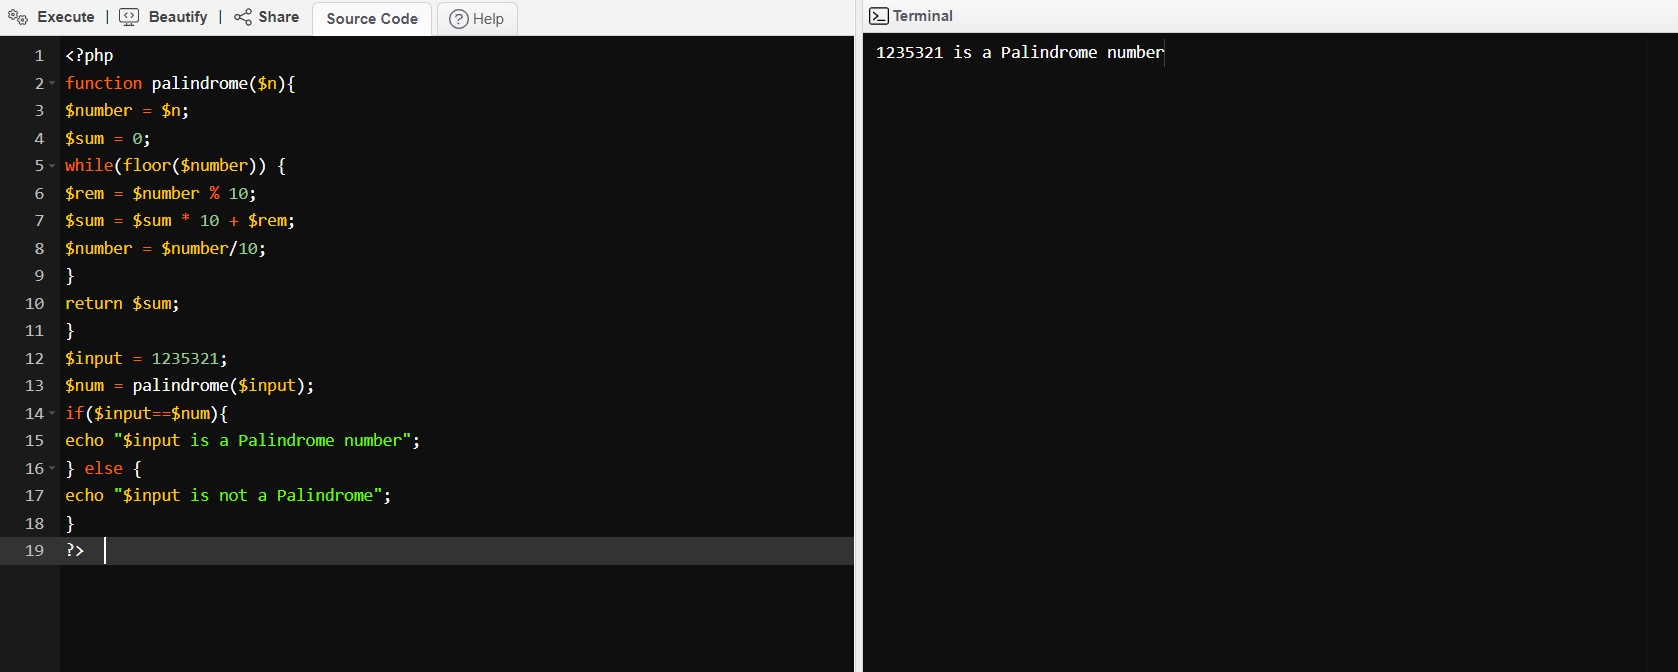 Execute | Beautify | Share Source Code Help
1 <?php
2 function palindrome($n){
3 $number = $n;
4 $sum = 0;
5 while(floor($number)) {
6 $rem = $number % 10;
7 $sum = $sum * 10 + $rem;
8 $number = $number/10;
9 }
10 return $sum;
11 }
12 $input = 1235321;
13 $num = palindrome($input);
14 if($input==$num){
15 echo "$input is a Palindrome number";
16 } else {
17 echo "$input is not a Palindrome";
18 }
19 ?>
Terminal
1235321 is a Palindrome number